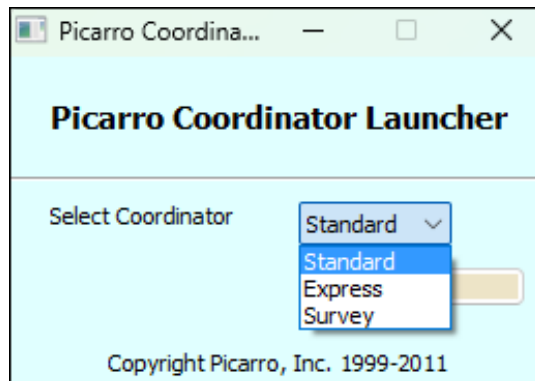 Picarro Coordina...
Picarro Coordinator Launcher
Select Coordinator
Standard
Standard
Express
Survey
Copyright Picarro, Inc. 1999-2011